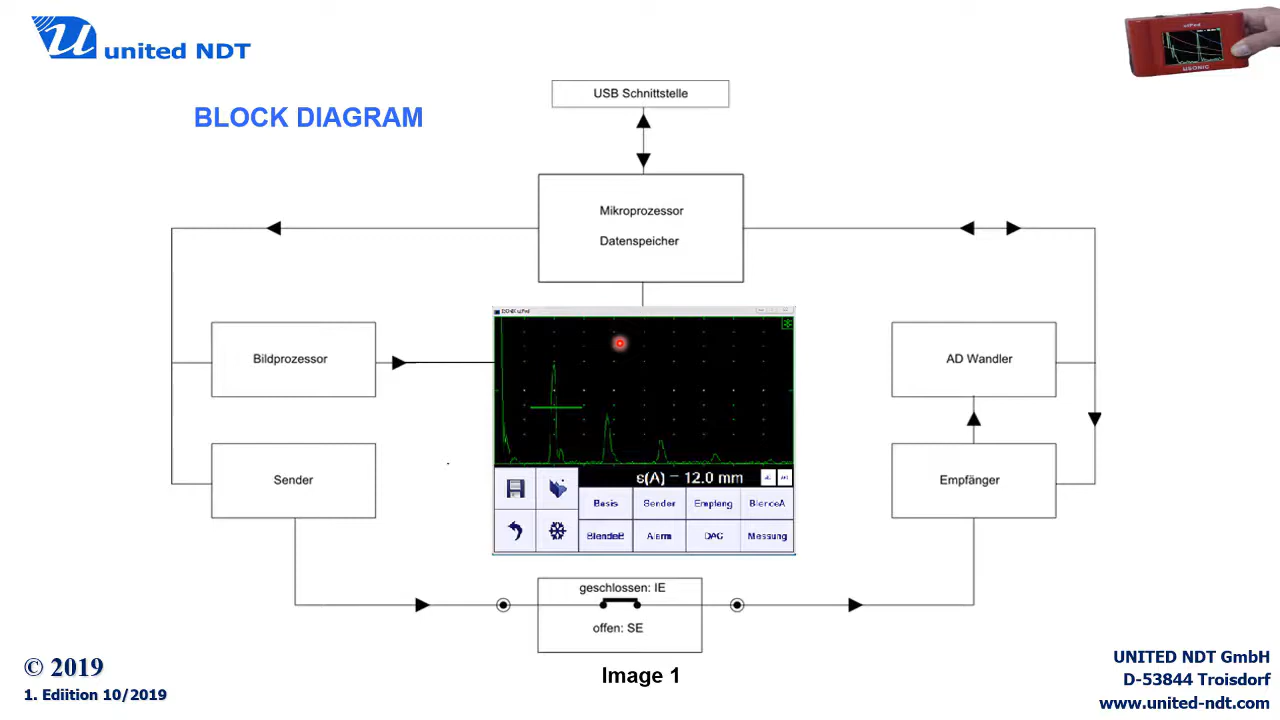 united NDT
USONIC
BLOCK DIAGRAM
USB Schnittstelle
Mikroprozessor
Datenspeicher
Bildprozessor
AD Wandler
Sender
Empfänger
s(A) = 12.0 mm
Basis Sender Empfang BlendeA
BlendeB Alarm DAC Messung
geschlossen: IE
offen: SE
Image 1
© 2019
1. Ediition 10/2019
UNITED NDT GmbH
D-53844 Troisdorf
www.united-ndt.com